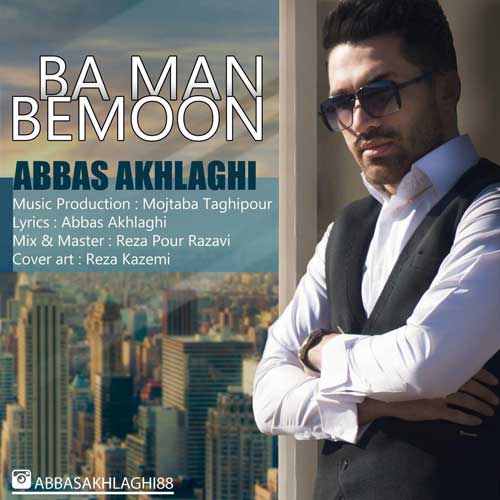 BA MAN
BEMOON
ABBAS AKHLAGHI
Music Production : Mojtaba Taghipour
Lyrics : Abbas Akhlaghi
Mix & Master : Reza Pour Razavi
Cover art : Reza Kazemi
ABBASAKHLAGHI88